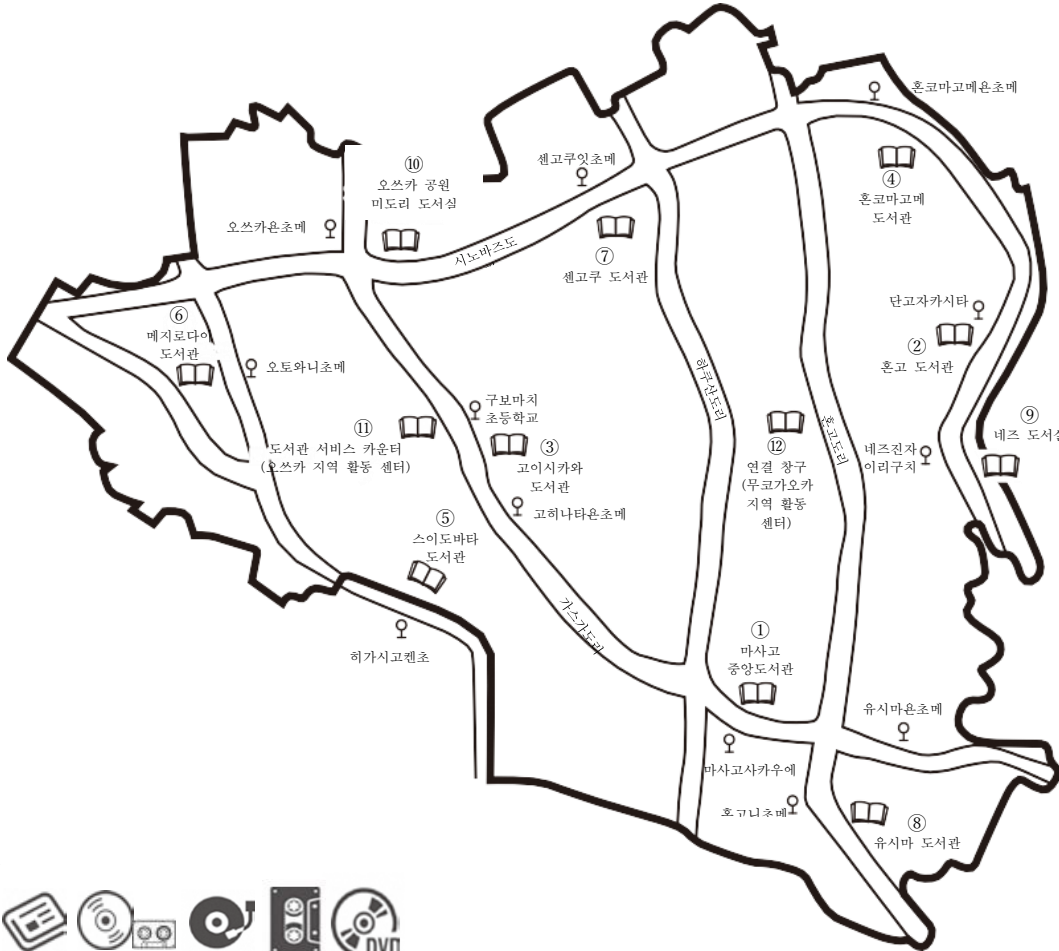 혼코마고메욘초메
⑩
오쓰카 공원
미도리 도서실
센고쿠잇초메
④
혼코마고메
도서관
오쓰카욘초메
시노바즈도
⑦
센고쿠 도서관
단고자카시타
②
혼고 도서관
⑥
메지로다이
도서관
오토와니초메
구보마치
초등학교
하쿠산도리
혼고도리
⑨
네즈 도서실
⑪
도서관 서비스 카운터
(오쓰카 지역 활동 센터)
③
고이시카와
도서관
⑫
연결 창구
(무코가오카
지역 활동
센터)
네즈진자
이리구치
고히나타욘초메
⑤
스이도바타
도서관
가스가도리
히가시고켄초
①
마사고
중앙도서관
유시마욘초메
마사고사카우에
혼고니초메
⑧
유시마 도서관
DVD